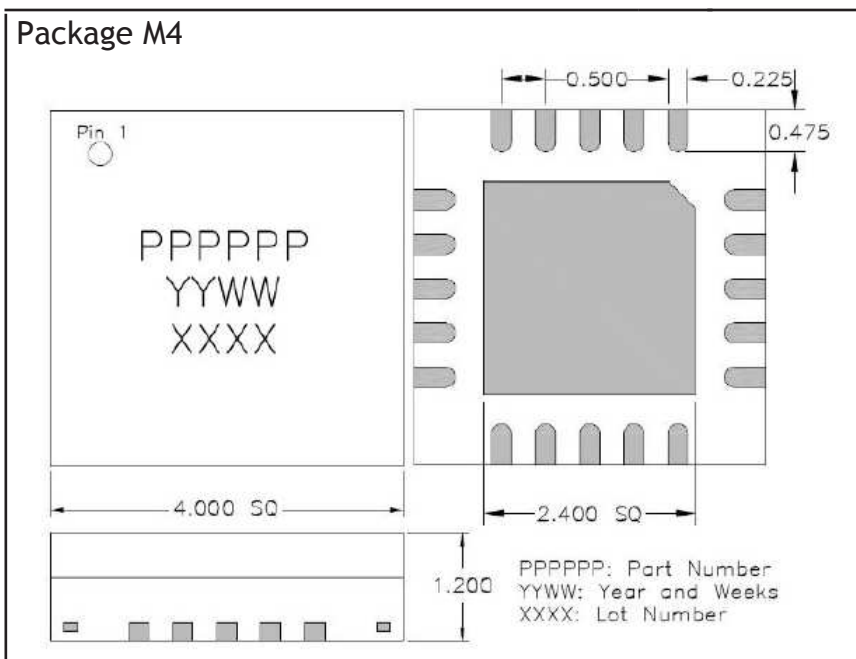 Package M4
0.500
0.225
0.475
Pin 1
PPPPPP
YYWW
XXXX
4.000 SQ
2.400 SQ
1.200
PPPPPP: Part Number
YYWW: Year and Weeks
XXXX: Lot Number